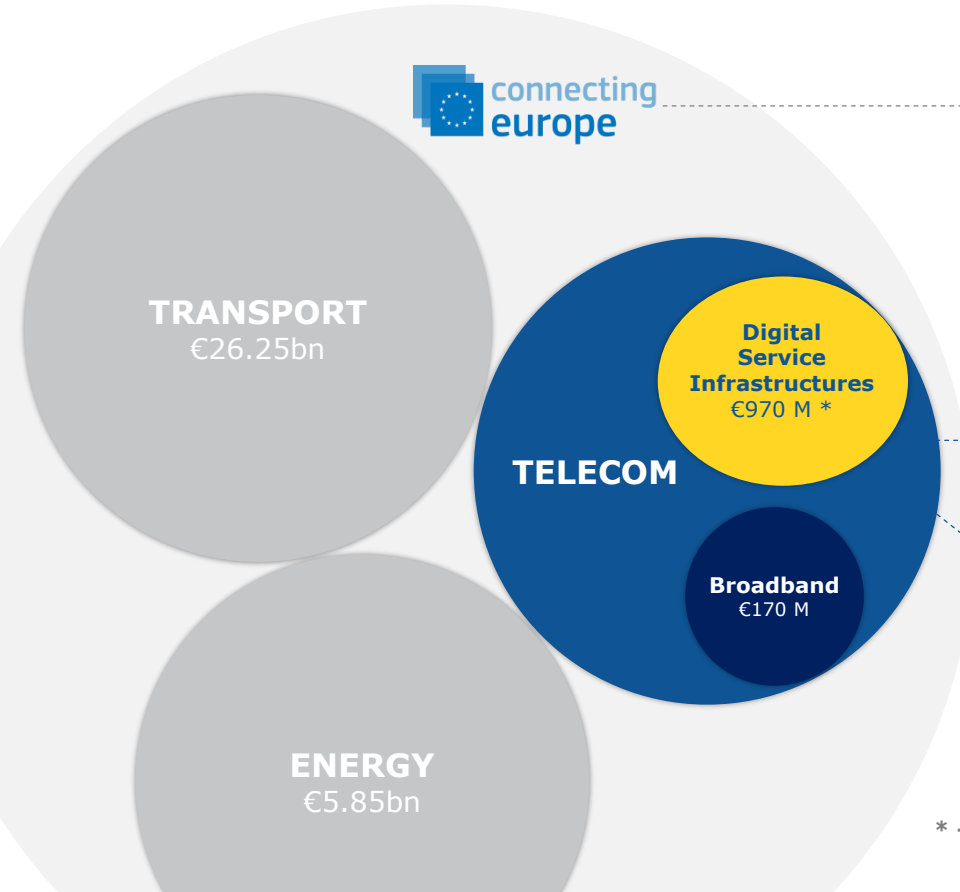 connecting
europe
TRANSPORT
€26.25bn
Digital
Service
Infrastructures
€970 M *
TELECOM
Broadband
€170 M
ENERGY
€5.85bn
*